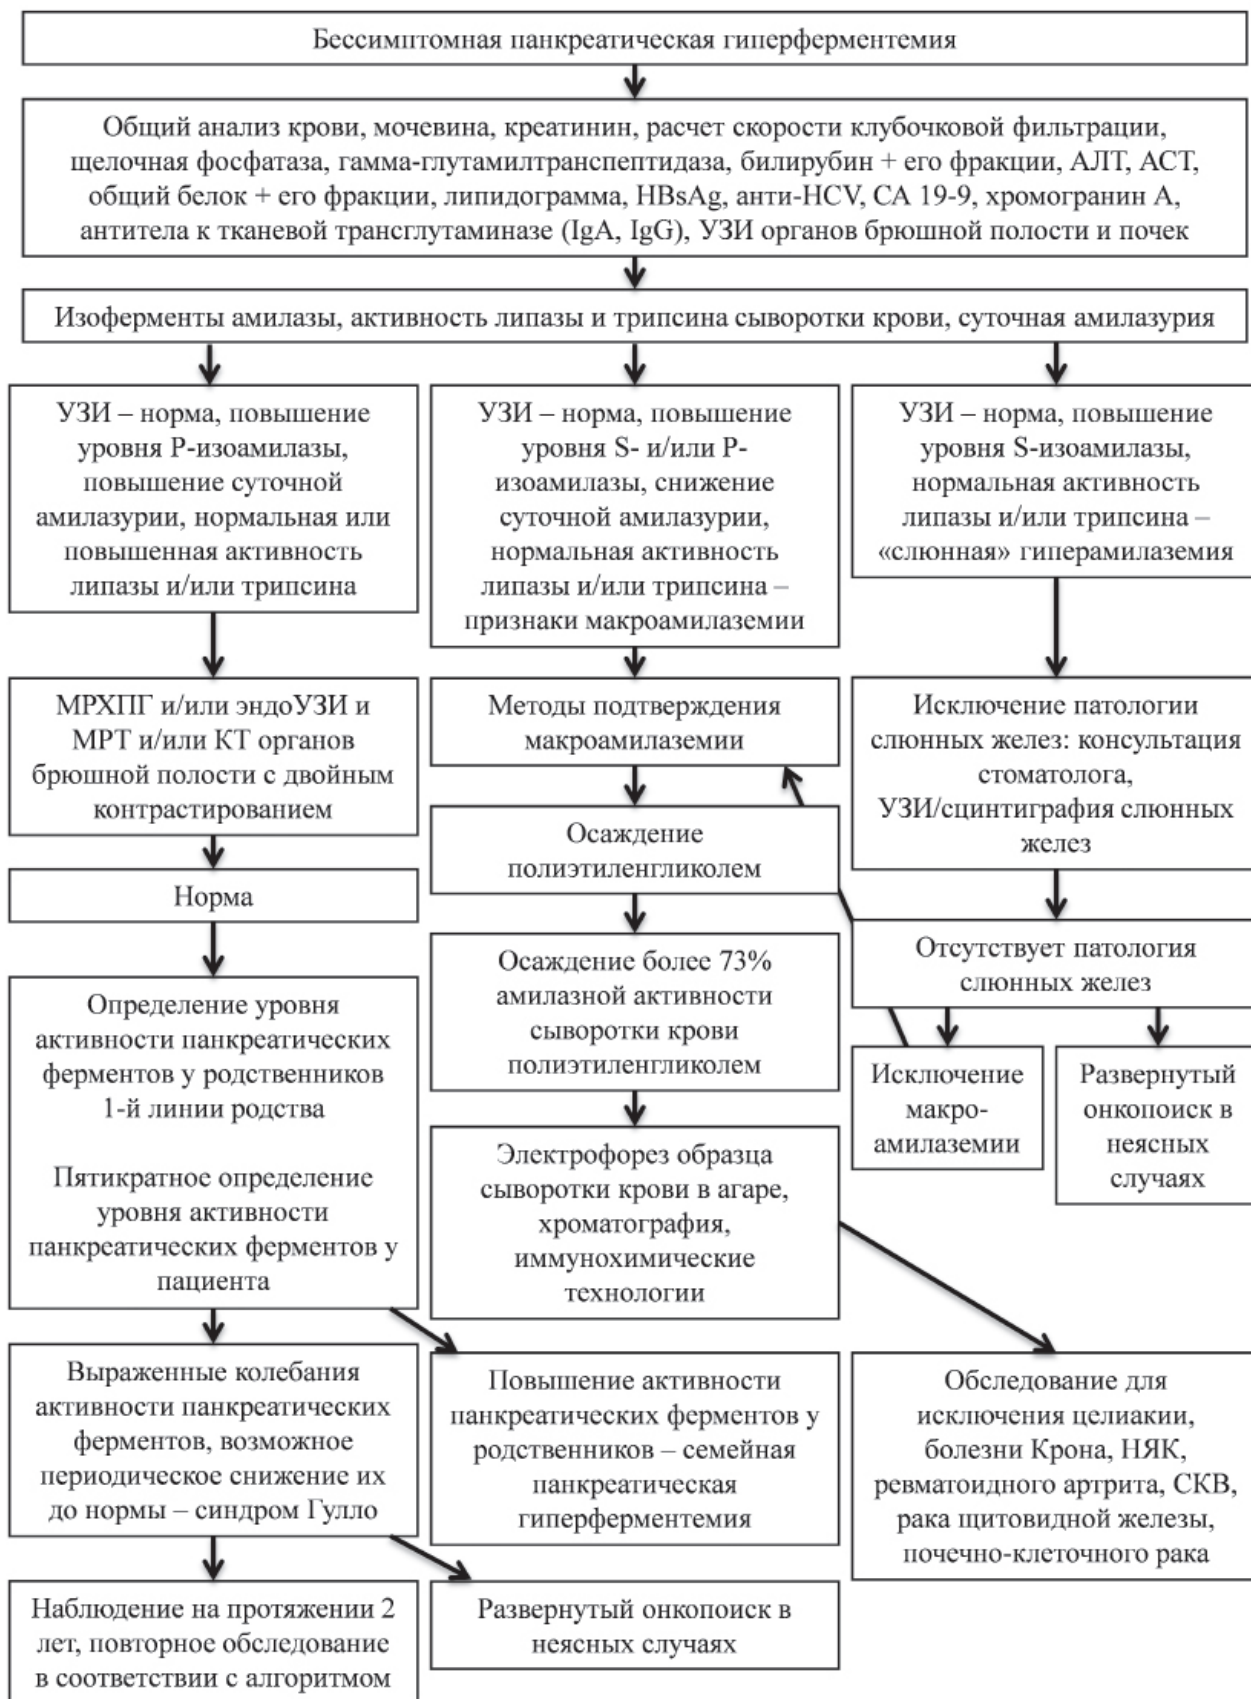 Бессимптомная панкреатическая гиперферментемия
Общий анализ крови, мочевина, креатинин, расчет скорости клубочковой фильтрации,
щелочная фосфатаза, гамма-глутамилтранспептидаза, билирубин + его фракции, АЛТ, АСТ,
общий белок + его фракции, липидограмма, HBsAg, анти-HCV, СА 19-9, хромогранин А,
антитела к тканевой трансглутаминазе (IgA, IgG), УЗИ органов брюшной полости и почек
Изоферменты амилазы, активность липазы и трипсина сыворотки крови, суточная амилазурия
УЗИ – норма, повышение
уровня Р-изоамилазы,
повышение суточной
амилазурии, нормальная или
повышенная активность
липазы и/или трипсина
УЗИ – норма, повышение
уровня S- и/или Р-
изоамилазы, снижение
суточной амилазурии,
нормальная активность
липазы и/или трипсина –
признаки макроамилаземии
УЗИ – норма, повышение
уровня S-изоамилазы,
нормальная активность
липазы и/или трипсина –
«слюнная» гиперамилаземия
МРХПГ и/или эндоУЗИ и
МРТ и/или КТ органов
брюшной полости с двойным
контрастированием
Методы подтверждения
макроамилаземии
Исключение патологии
слюнных желез: консультация
стоматолога,
УЗИ/сцинтиграфия слюнных
желез
Осаждение
полиэтиленгликолем
Норма
Осаждение более 73%
амилазной активности
сыворотки крови
полиэтиленгликолем
Отсутствует патология
слюнных желез
Определение уровня
активности панкреатических
ферментов у родственников
1-й линии родства
Пятикратное определение
уровня активности
панкреатических ферментов у
пациента
Исключение
макро-
амилаземии
Развернутый
онкопоиск в
неясных
случаях
Электрофорез образца
сыворотки крови в агаре,
хроматография,
иммунохимические
технологии
Выраженные колебания
активности панкреатических
ферментов, возможное
периодическое снижение их
до нормы – синдром Гулло
Повышение активности
панкреатических ферментов у
родственников – семейная
панкреатическая
гиперферментемия
Обследование для
исключения целиакии,
болезни Крона, НЯК,
ревматоидного артрита, СКВ,
рака щитовидной железы,
почечно-клеточного рака
Наблюдение на протяжении 2
лет, повторное обследование
в соответствии с алгоритмом
Развернутый онкопоиск в
неясных случаях